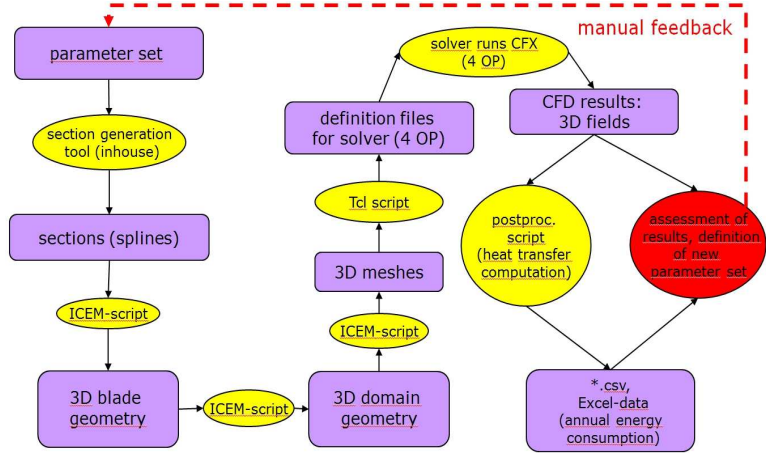 manual feedback
parameter set
section generation
tool (inhouse)
sections (splines)
ICEM-script
3D blade
geometry
ICEM-script
3D domain
geometry
ICEM-script
3D meshes
Tcl script
definition files
for solver (4 OP)
solver runs CFX
(4 OP)
CFD results:
3D fields
postproc.
script
(heat transfer
computation)
assessment of
results, definition
of new
parameter set
*.csv,
Excel-data
(annual energy
consumption)